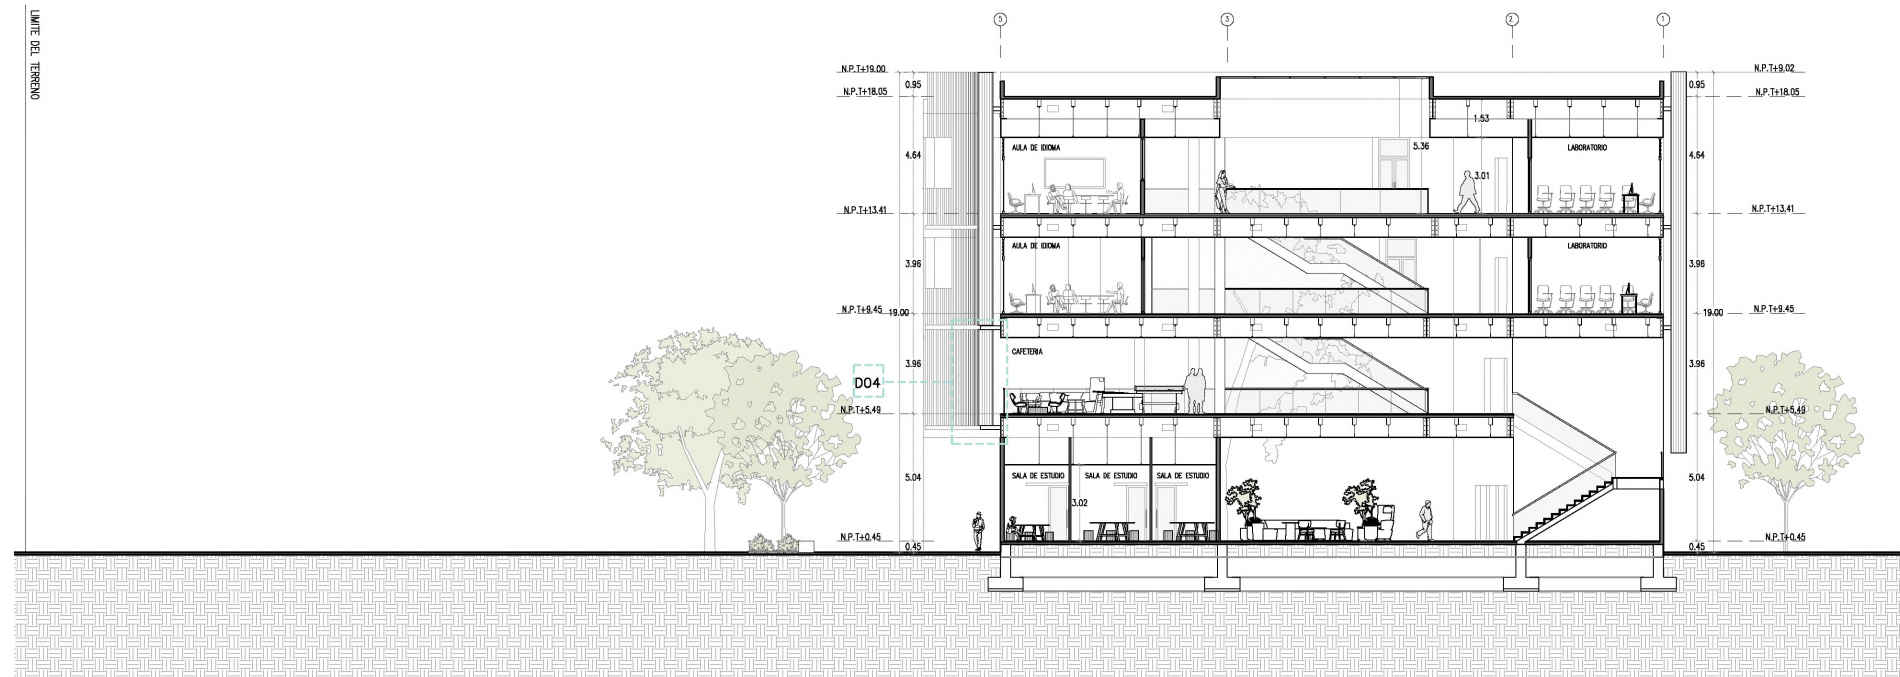 LIMITE DEL TERRENO
5
3
2
1
N.P.T+19.00
N.P.T+9.02
0.95
0.95
N.P.T+18.05
N.P.T+18.05
1.53
AULA DE IDIOMA
5.36
LABORATORIO
4.64
4.64
3.01
N.P.T+13.41
N.P.T+13.41
AULA DE IDIOMA
LABORATORIO
3.96
3.96
N.P.T+9.45
19.00
19.00
N.P.T+9.45
CAFETERIA
3.96
3.96
D04
N.P.T+5.49
N.P.T+5.49
SALA DE ESTUDIO
SALA DE ESTUDIO
SALA DE ESTUDIO
5.04
5.04
3.02
N.P.T+0.45
N.P.T+0.45
0.45
0.45